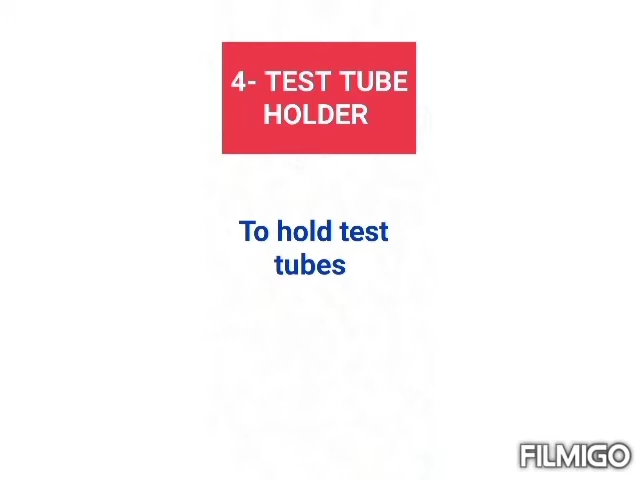 4- TEST TUBE
HOLDER
To hold test
tubes
FILMIGO